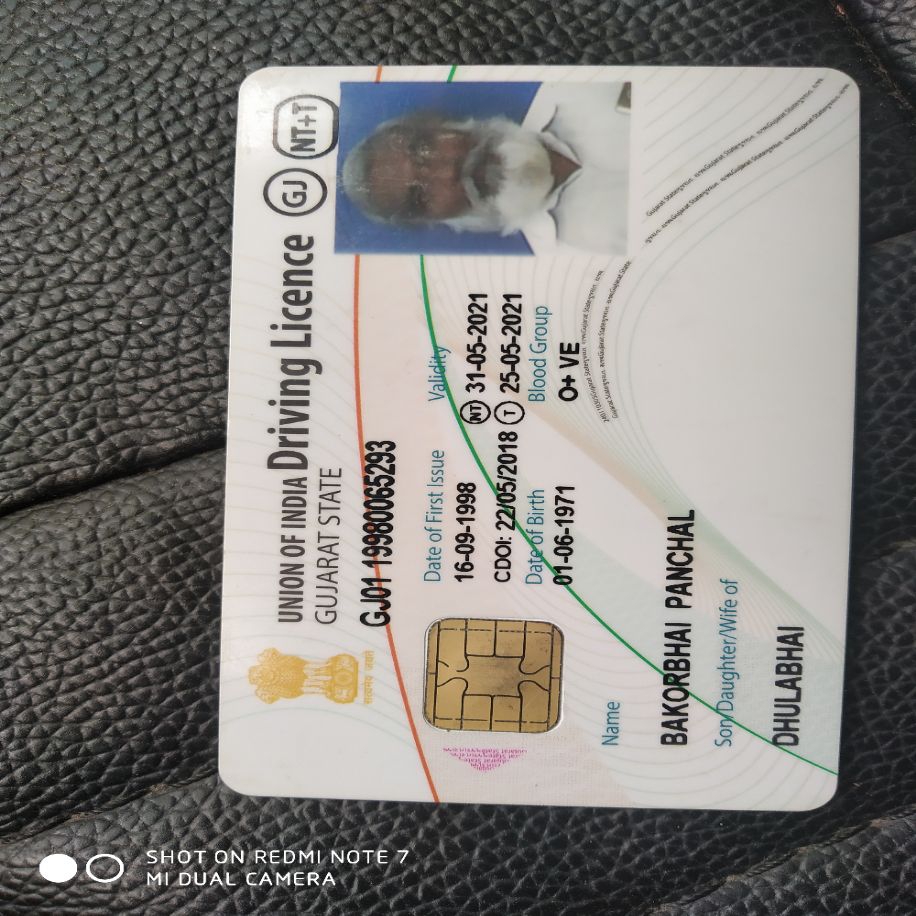 UNION OF INDIA Driving Licence GJ NT+T
GUJARAT STATE
सत्यमेव जयते
GJ01 19980065293
Date of First Issue Validity
16-09-1998 NT 31-05-2021
CDOI: 22/05/2018 T 25-05-2021
Date of Birth Blood Group
01-06-1971 O+ VE
Name
BAKORBHAI PANCHAL
Son/Daughter/Wife of
DHULABHAI
SHOT ON REDMI NOTE 7
MI DUAL CAMERA